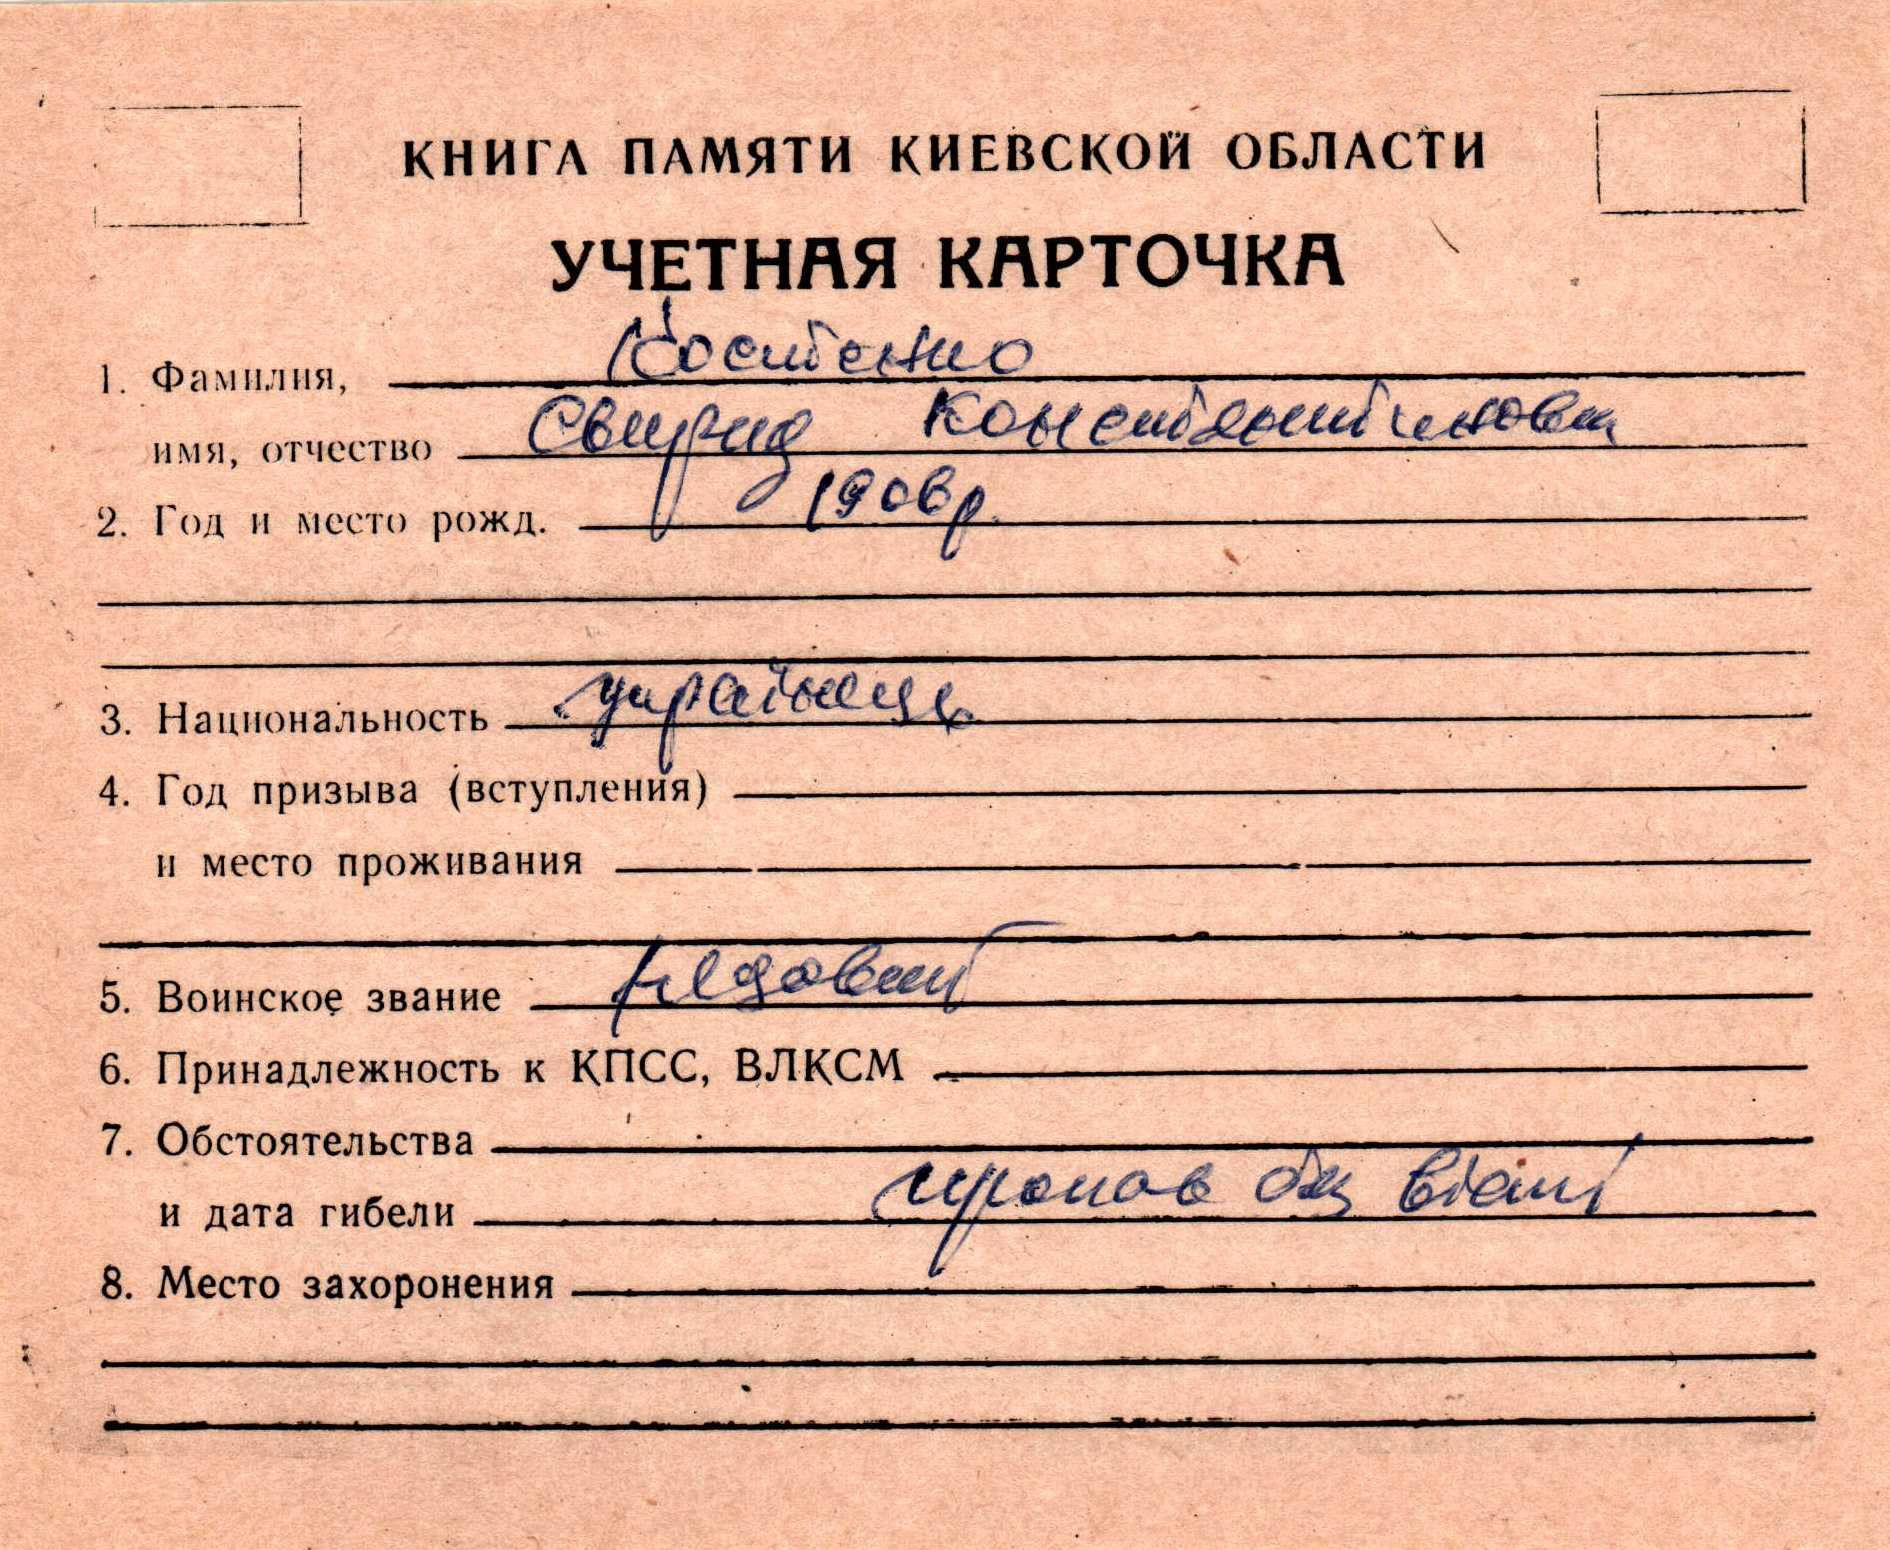 КНИГА ПАМЯТИ КИЕВСКОЙ ОБЛАСТИ
УЧЕТНАЯ КАРТОЧКА
1. Фамилия, Костенко
имя, отчество Свирид Константинович
2. Год и место рожд. 1906р.
3. Национальность українець
4. Год призыва (вступления)
и место проживания
5. Воинское звание рядовий
6. Принадлежность к КПСС, ВЛКСМ
7. Обстоятельства
и дата гибели пропав без вісті
8. Место захоронения